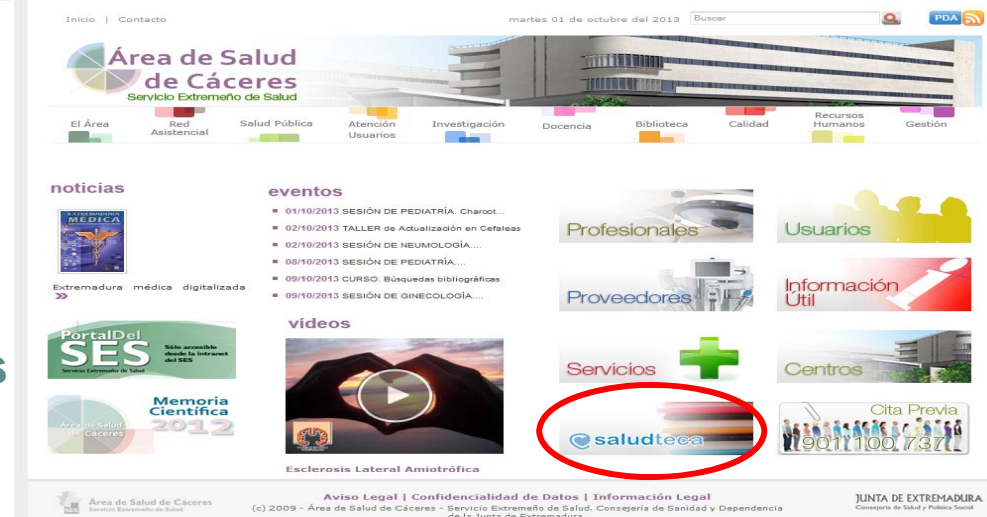 Inicio | Contacto
martes 01 de octubre del 2013
Buscar
PDA
Área de Salud
de Cáceres
Servicio Extremeño de Salud
El Área
Red
Asistencial
Salud Pública
Atención
Usuarios
Investigación
Docencia
Biblioteca
Calidad
Recursos
Humanos
Gestión
noticias
EXTREMADURA
MÉDICA
Extremadura médica digitalizada
»
PortalDel
SES
Servicio Extremeño de Salud
Sólo accesible
desde la intranet
del SES
Área de Salud
de Cáceres
Memoria
Científica
2012
eventos
01/10/2013 SESIÓN DE PEDIATRÍA. Charcot...
02/10/2013 TALLER de Actualización en Cefaleas
02/10/2013 SESIÓN DE NEUMOLOGÍA....
08/10/2013 SESIÓN DE PEDIATRÍA....
09/10/2013 CURSO. Búsquedas bibliográficas
09/10/2013 SESIÓN DE GINECOLOGÍA....
vídeos
Esclerosis Lateral Amiotrófica
Profesionales
Usuarios
Proveedores
Información
Útil
Servicios
Centros
saludteca
Cita Previa
901 100 737
s
SES
Área de Salud de Cáceres
Servicio Extremeño de Salud
Aviso Legal | Confidencialidad de Datos | Información Legal
(c) 2009 - Área de Salud de Cáceres - Servicio Extremeño de Salud. Consejería de Sanidad y Dependencia
de la Junta de Extremadura
JUNTA DE EXTREMADURA
Consejería de Salud y Política Social